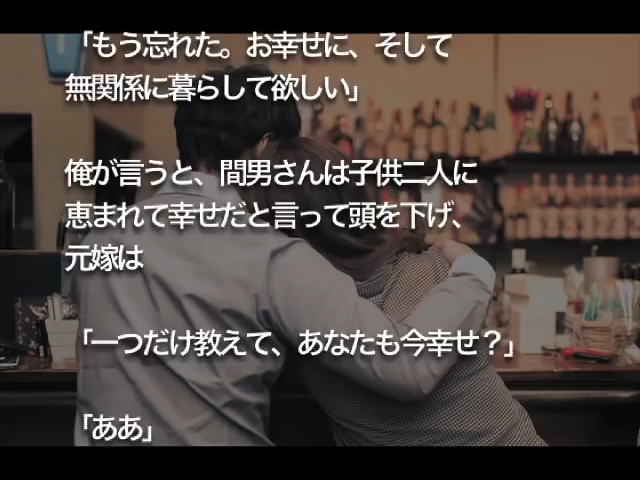 「もう忘れた。お幸せに、そして
無関係に暮らして欲しい」
俺が言うと、間男さんは子供二人に
恵まれて幸せだと言って頭を下げ、
元嫁は
「一つだけ教えて、あなたも今幸せ？」
「ああ」